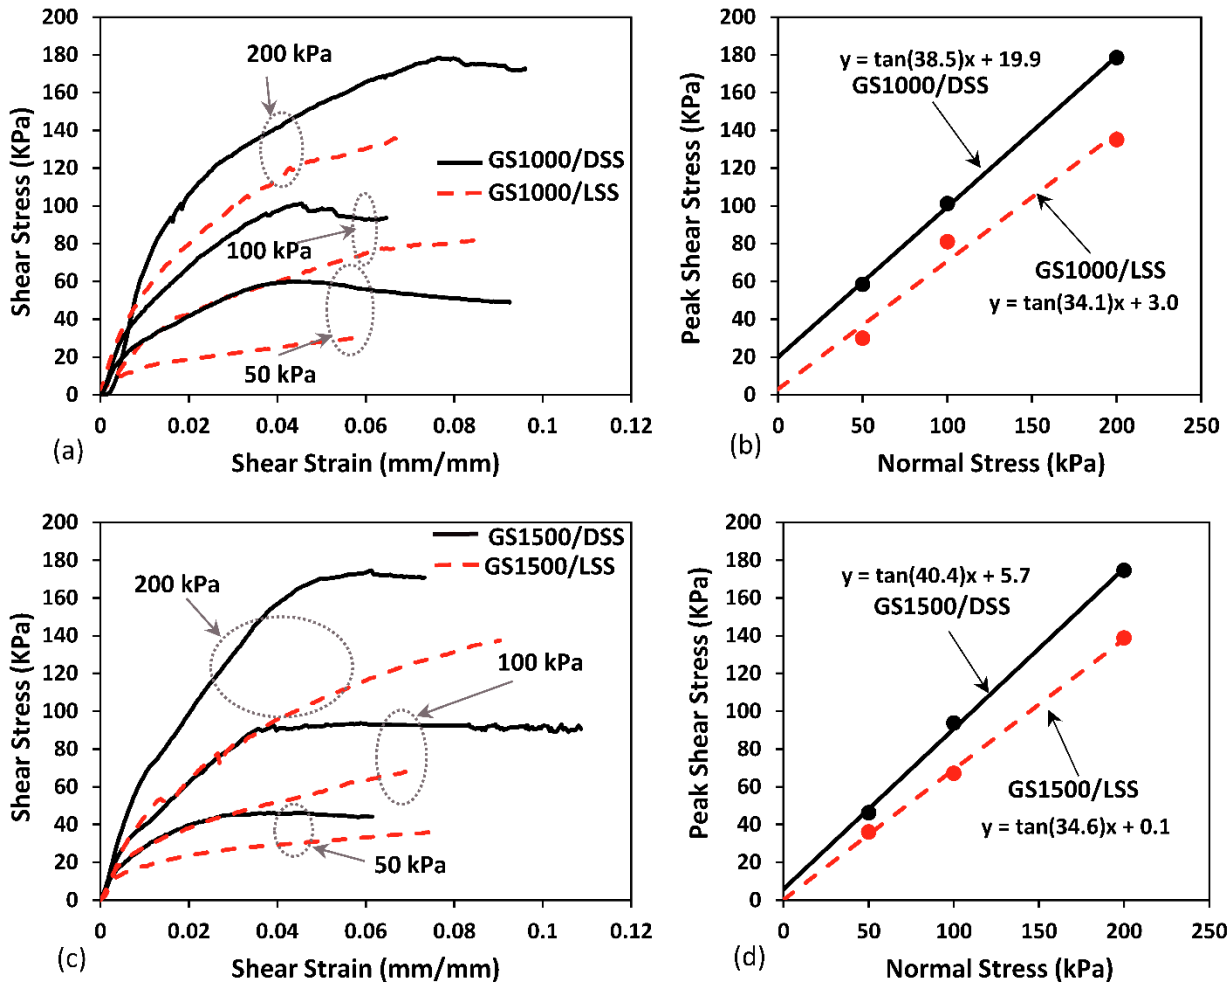 200
180
160
140
120
100
80
60
40
20
0
Shear Stress (KPa)
200 kPa
GS1000/DSS
GS1000/LSS
100 kPa
50 kPa
0 0.02 0.04 0.06 0.08 0.1 0.12
(a)
Shear Strain (mm/mm)
200
180
160
140
120
100
80
60
40
20
0
Peak Shear Stress (KPa)
y = tan(38.5)x + 19.9
GS1000/DSS
GS1000/LSS
y = tan(34.1)x + 3.0
0 50 100 150 200 250
(b)
Normal Stress (kPa)
200
180
160
140
120
100
80
60
40
20
0
Shear Stress (KPa)
GS1500/DSS
GS1500/LSS
200 kPa
100 kPa
50 kPa
0 0.02 0.04 0.06 0.08 0.1 0.12
(c)
Shear Strain (mm/mm)
200
180
160
140
120
100
80
60
40
20
0
Peak Shear Stress (KPa)
y = tan(40.4)x + 5.7
GS1500/DSS
GS1500/LSS
y = tan(34.6)x + 0.1
0 50 100 150 200 250
(d)
Normal Stress (kPa)